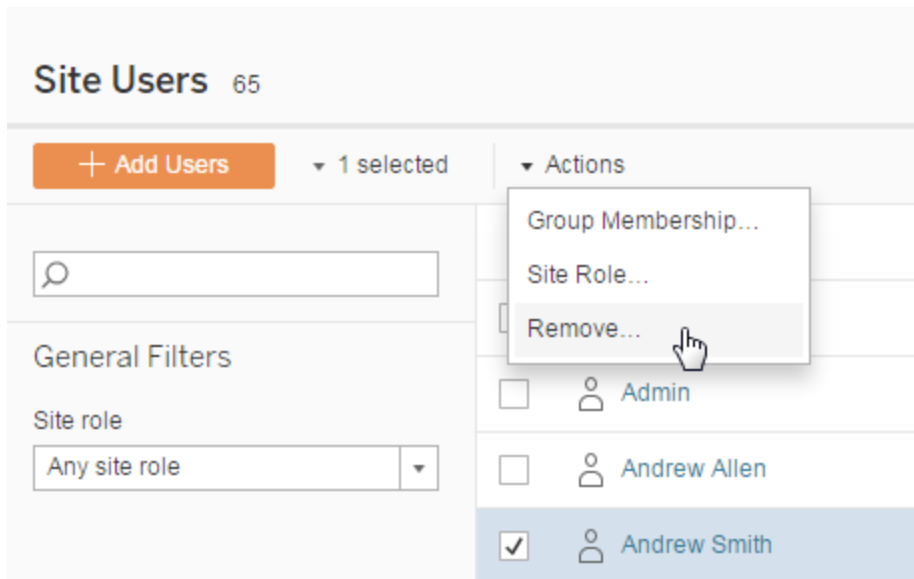 Site Users 65
+ Add Users
1 selected
Actions
Group Membership...
Site Role...
Remove...
General Filters
Site role
Any site role
Admin
Andrew Allen
Andrew Smith